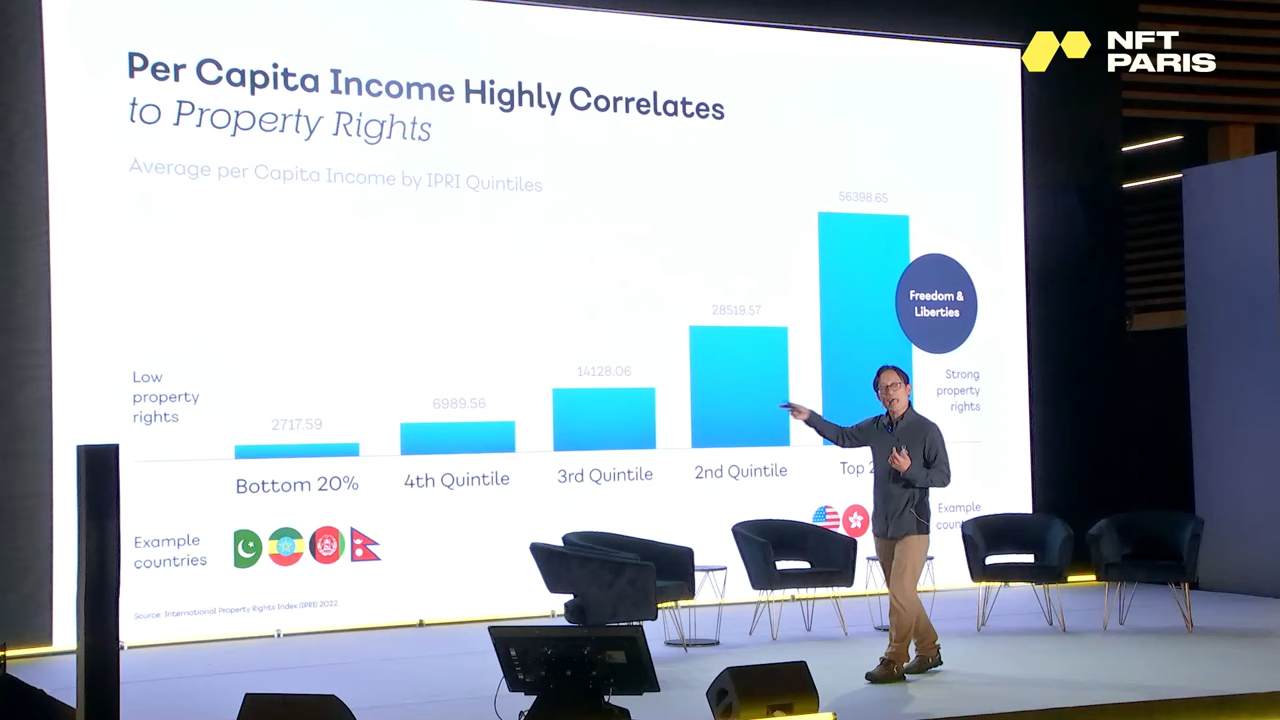 NFT
PARIS
Per Capita Income Highly Correlates
to Property Rights
Average per Capita Income by IPRI Quintiles
56398.65
28519.57
14128.06
6989.56
2717.59
Freedom &
Liberties
Low
property
rights
Strong
property
rights
Bottom 20%
4th Quintile
3rd Quintile
2nd Quintile
Top
Example
countries
Example
Source: International Property Rights Index (IPRI) 2022